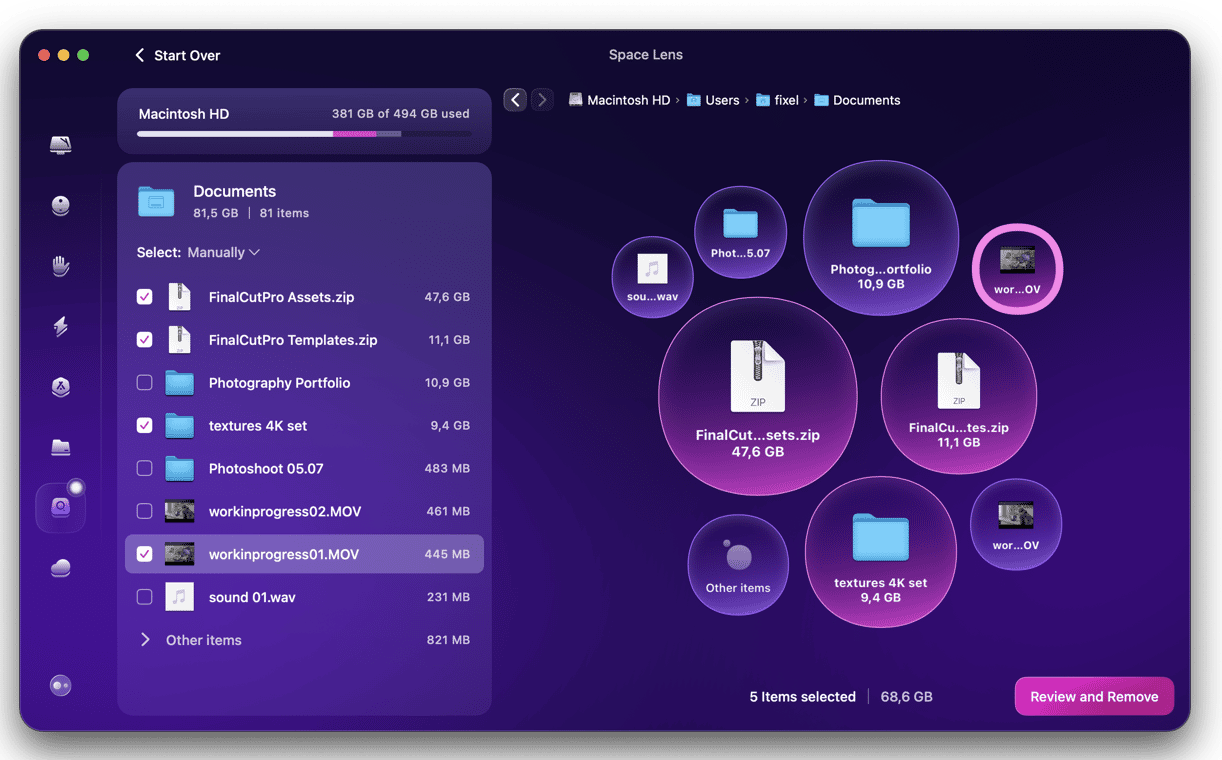 Start Over
Space Lens
Macintosh HD
381 GB of 494 GB used
Macintosh HD › Users › fixel › Documents
Documents
81,5 GB | 81 items
Select: Manually
FinalCutPro Assets.zip 47,6 GB
FinalCutPro Templates.zip 11,1 GB
Photography Portfolio 10,9 GB
textures 4K set 9,4 GB
Photoshoot 05.07 483 MB
workinprogress02.MOV 461 MB
workinprogress01.MOV 445 MB
sound 01.wav 231 MB
Other items 821 MB
Phot...5.07
Photog...ortfolio
10,9 GB
sou...wav
wor...OV
ZIP
FinalCut...sets.zip
47,6 GB
ZIP
FinalCu...tes.zip
11,1 GB
Other items
textures 4K set
9,4 GB
wor...OV
5 Items selected | 68,6 GB
Review and Remove